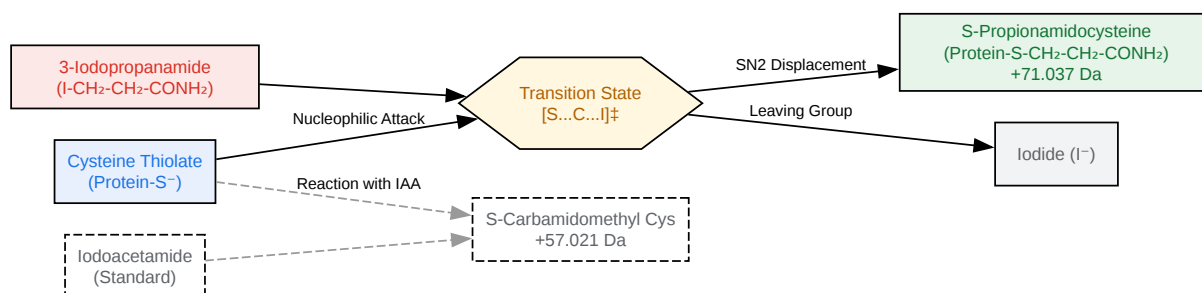 3-Iodopropanamide
(I-CH₂-CH₂-CONH₂)
Nucleophilic Attack
Cysteine Thiolate
(Protein-S⁻)
Reaction with IAA
Iodoacetamide
(Standard)
Transition State
[S...C...I]‡
S-Carbamidomethyl Cys
+57.021 Da
SN2 Displacement
Leaving Group
S-Propionamidocysteine
(Protein-S-CH₂-CH₂-CONH₂)
+71.037 Da
Iodide (I⁻)